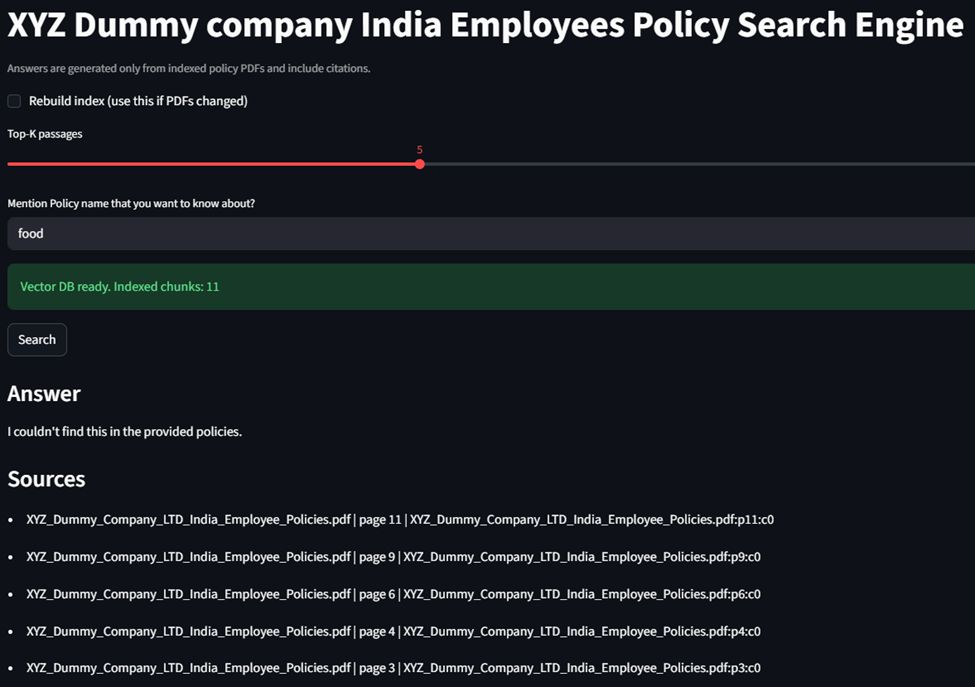 XYZ Dummy company India Employees Policy Search Engine
Answers are generated only from indexed policy PDFs and include citations.
Rebuild index (use this if PDFs changed)
Top-K passages
5
Mention Policy name that you want to know about?
food
Vector DB ready. Indexed chunks: 11
Search
Answer
I couldn't find this in the provided policies.
Sources
• XYZ_Dummy_Company_LTD_India_Employee_Policies.pdf | page 11 | XYZ_Dummy_Company_LTD_India_Employee_Policies.pdf:p11:c0
• XYZ_Dummy_Company_LTD_India_Employee_Policies.pdf | page 9 | XYZ_Dummy_Company_LTD_India_Employee_Policies.pdf:p9:c0
• XYZ_Dummy_Company_LTD_India_Employee_Policies.pdf | page 6 | XYZ_Dummy_Company_LTD_India_Employee_Policies.pdf:p6:c0
• XYZ_Dummy_Company_LTD_India_Employee_Policies.pdf | page 4 | XYZ_Dummy_Company_LTD_India_Employee_Policies.pdf:p4:c0
• XYZ_Dummy_Company_LTD_India_Employee_Policies.pdf | page 3 | XYZ_Dummy_Company_LTD_India_Employee_Policies.pdf:p3:c0